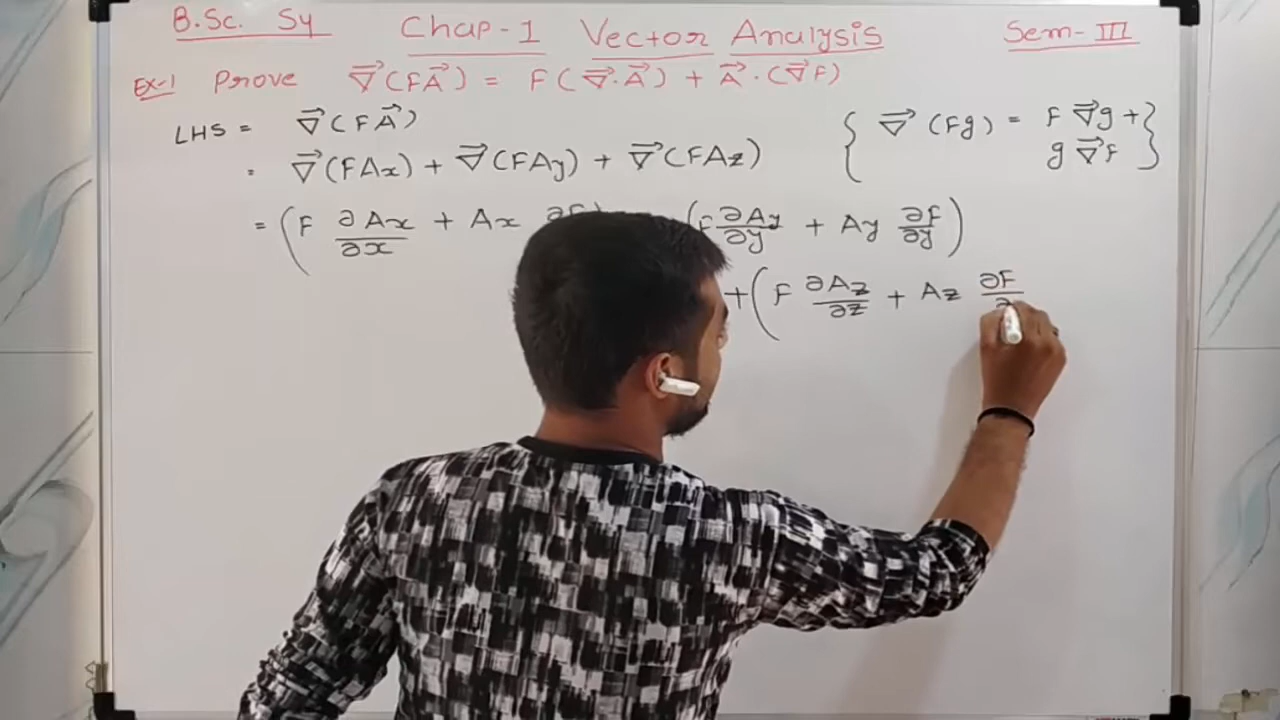 B.Sc. Sy Chap-1 Vector Analysis Sem-III
EX-1 Prove ∇⃗(FA⃗) = F(∇⃗.A⃗) + A⃗.(∇⃗F)
LHS = ∇⃗(FA⃗)
= ∇⃗(FAx) + ∇⃗(FAy) + ∇⃗(FAz)
{ ∇⃗(Fg) = F∇⃗g +
g∇⃗F }
= (F ∂Ax/∂x + Ax (F ∂Ay/∂y + Ay ∂F/∂y)
+ (F ∂Az/∂z + Az ∂F/∂